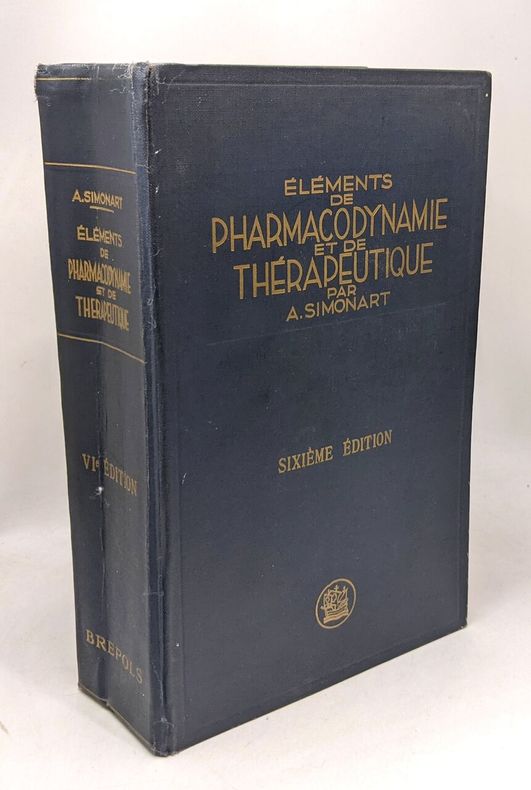 A. SIMONART
ÉLÉMENTS
DE
PHARMACODYNAMIE
ET DE
THÉRAPEUTIQUE
VIe ÉDITION
BREPOLS
ÉLÉMENTS
DE
PHARMACODYNAMIE
ET DE
THÉRAPEUTIQUE
PAR
A. SIMONART
SIXIÈME ÉDITION